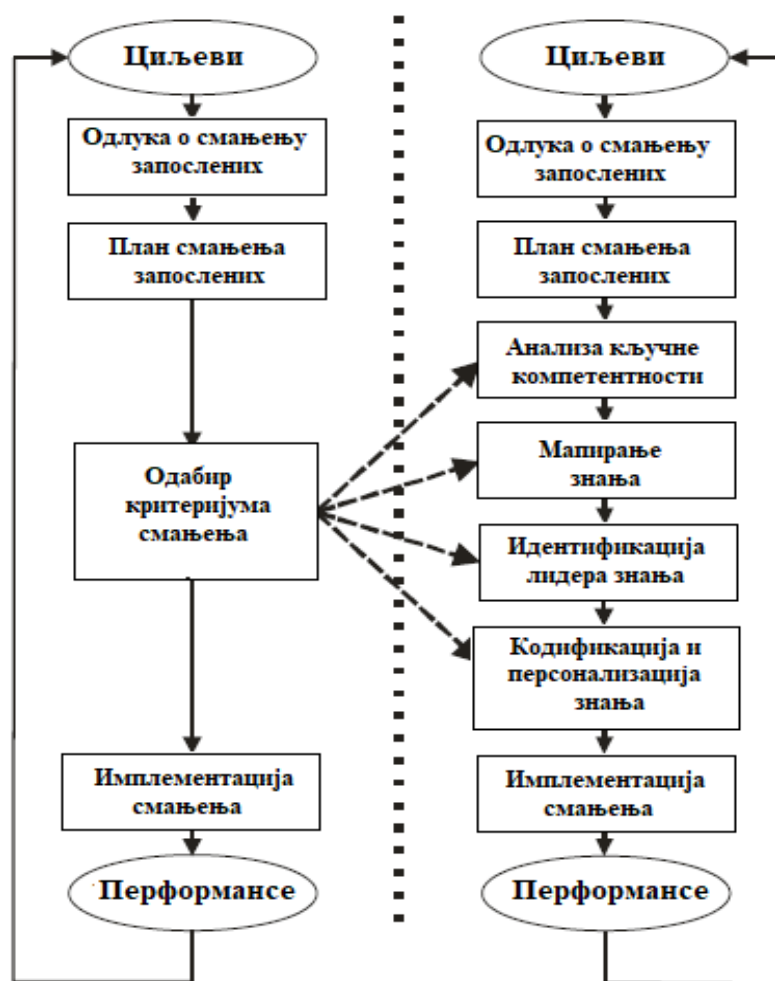 Циљеви
Одлука о смањењу
запослених
План смањења
запослених
Одабир
критеријума
смањења
Имплементација
смањења
Перформансе
Циљеви
Одлука о смањењу
запослених
План смањења
запослених
Анализа кључне
компетентности
Мапирање
знања
Идентификација
лидера знања
Кодификација и
персонализација
знања
Имплементација
смањења
Перформансе